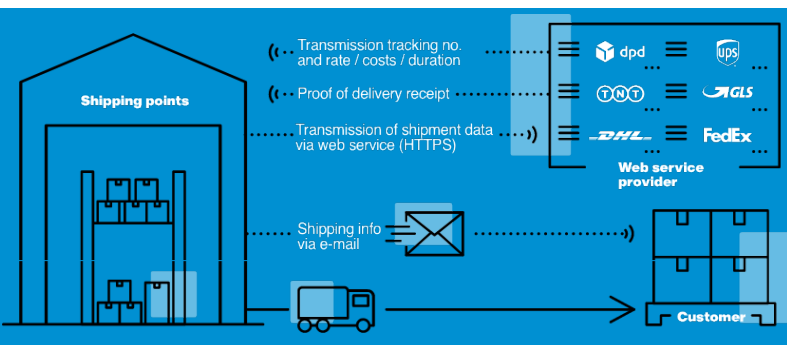 Shipping points
Transmission tracking no.
and rate / costs / duration
Proof of delivery receipt
Transmission of shipment data
via web service (HTTPS)
Shipping info
via e-mail
dpd
ups
TNT
GLS
DHL
FedEx
Web service
provider
Customer